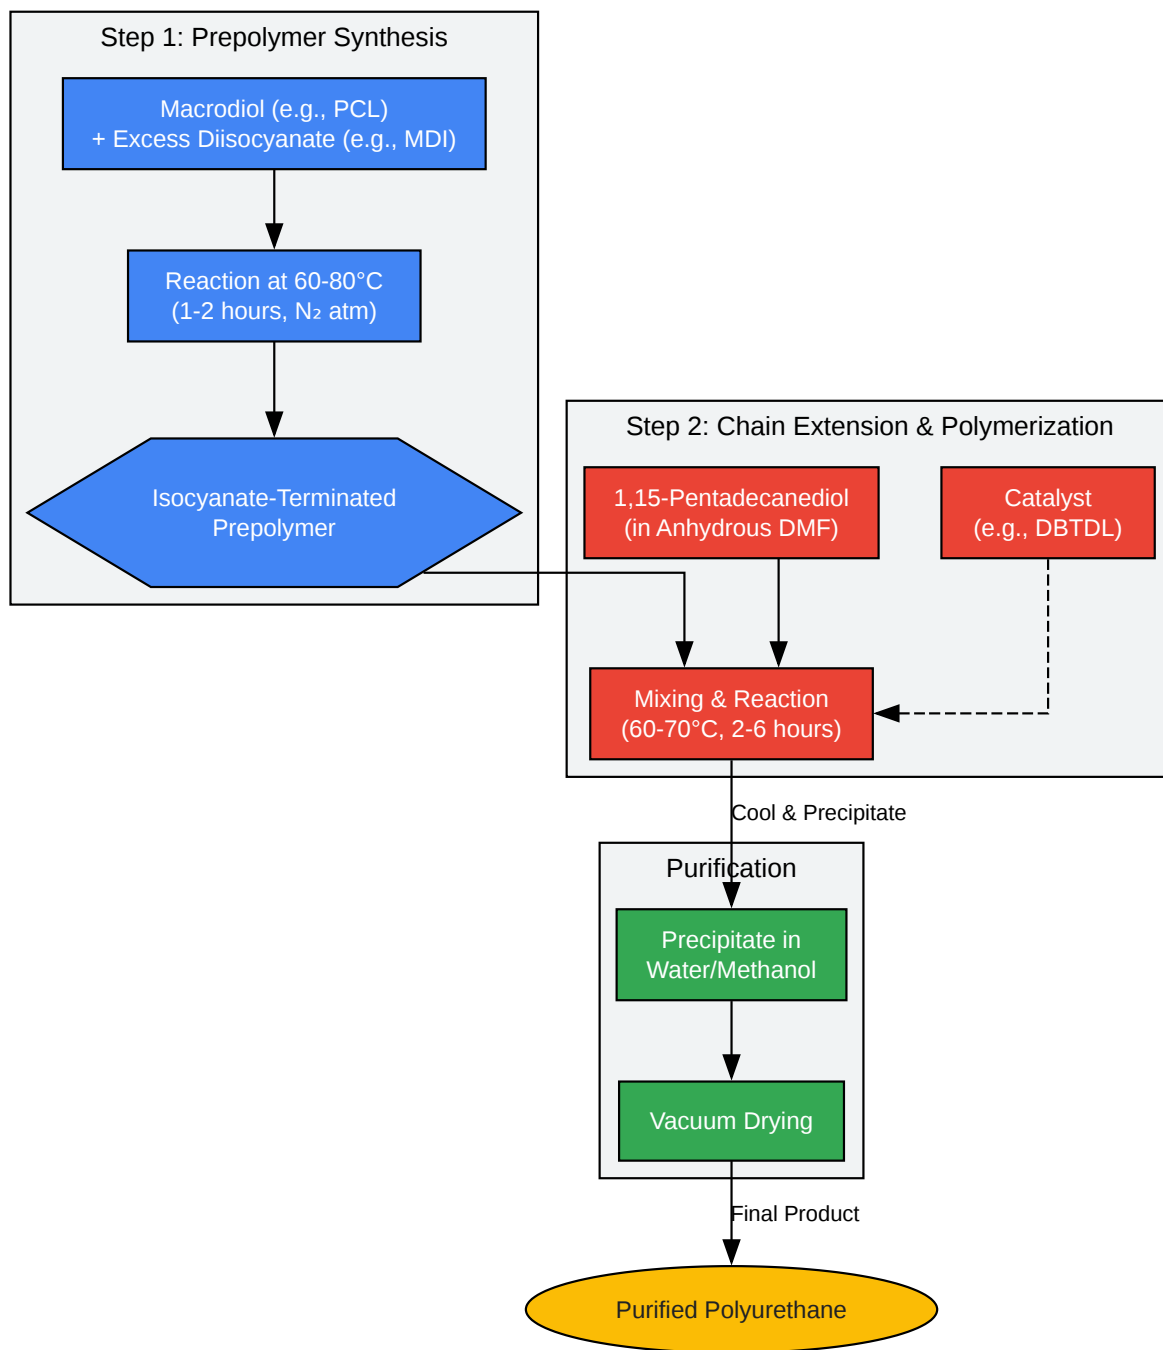 Step 1: Prepolymer Synthesis
Macrodiol (e.g., PCL)
+ Excess Diisocyanate (e.g., MDI)
Reaction at 60-80°C
(1-2 hours, N₂ atm)
Isocyanate-Terminated
Prepolymer
Step 2: Chain Extension & Polymerization
1,15-Pentadecanediol
(in Anhydrous DMF)
Catalyst
(e.g., DBTDL)
Mixing & Reaction
(60-70°C, 2-6 hours)
Cool & Precipitate
Purification
Precipitate in
Water/Methanol
Vacuum Drying
Final Product
Purified Polyurethane